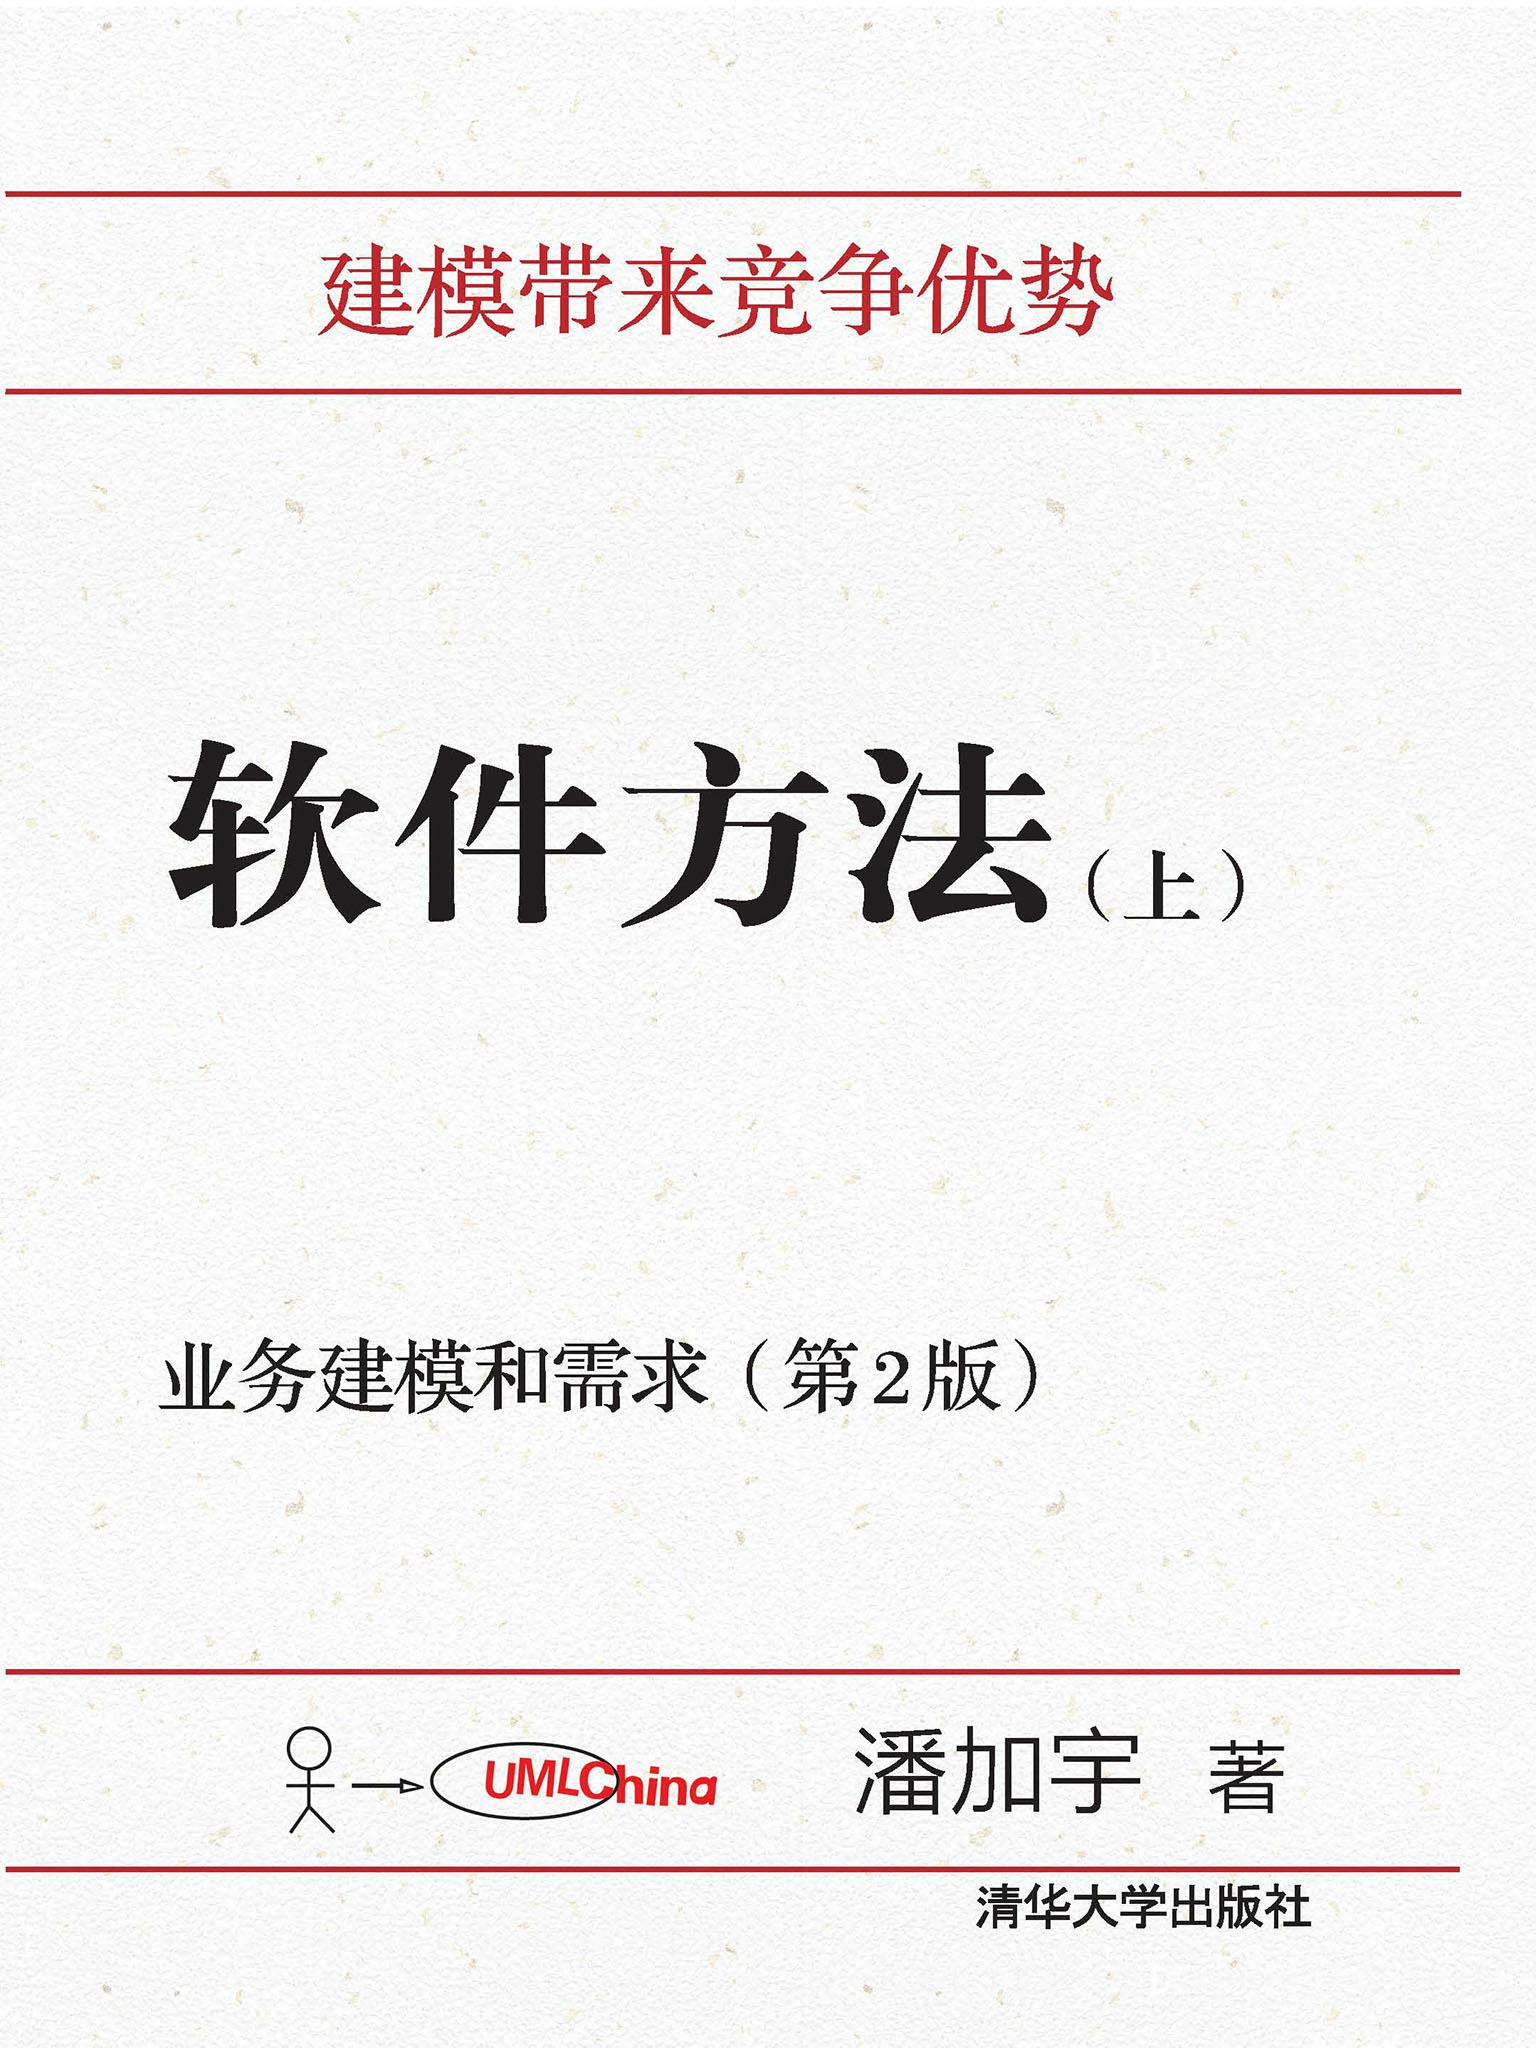 建模带来竞争优势
软件方法（上）
业务建模和需求（第2版）
UMLChina
潘加宇 著
清华大学出版社